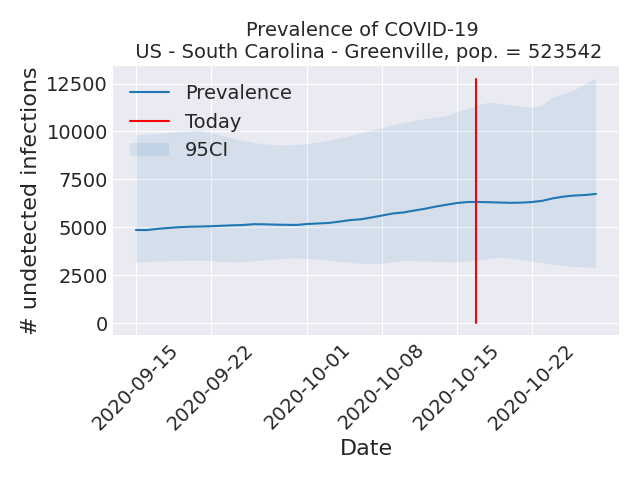 Prevalence of COVID-19
US - South Carolina - Greenville, pop. = 523542
# undetected infections
12500
10000
7500
5000
2500
0
Prevalence
Today
95CI
2020-09-15
2020-09-22
2020-10-01
2020-10-08
2020-10-15
2020-10-22
Date